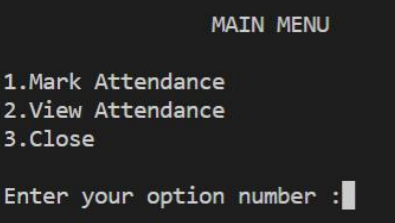 MAIN MENU
1.Mark Attendance
2.View Attendance
3.Close
Enter your option number :